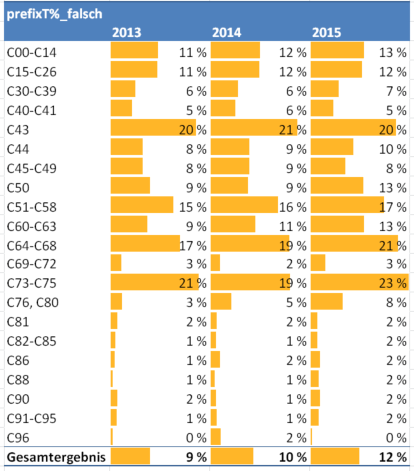 prefixT%_falsch
2013 2014 2015
C00-C14 11 % 12 % 13 %
C15-C26 11 % 12 % 12 %
C30-C39 6 % 6 % 7 %
C40-C41 5 % 6 % 5 %
C43 20 % 21 % 20 %
C44 8 % 9 % 10 %
C45-C49 8 % 9 % 8 %
C50 9 % 9 % 13 %
C51-C58 15 % 16 % 17 %
C60-C63 9 % 11 % 13 %
C64-C68 17 % 19 % 21 %
C69-C72 3 % 2 % 3 %
C73-C75 21 % 19 % 23 %
C76, C80 3 % 5 % 8 %
C81 2 % 2 % 2 %
C82-C85 1 % 1 % 2 %
C86 1 % 2 % 2 %
C88 1 % 1 % 2 %
C90 2 % 1 % 2 %
C91-C95 1 % 1 % 2 %
C96 0 % 2 % 0 %
Gesamtergebnis 9 % 10 % 12 %